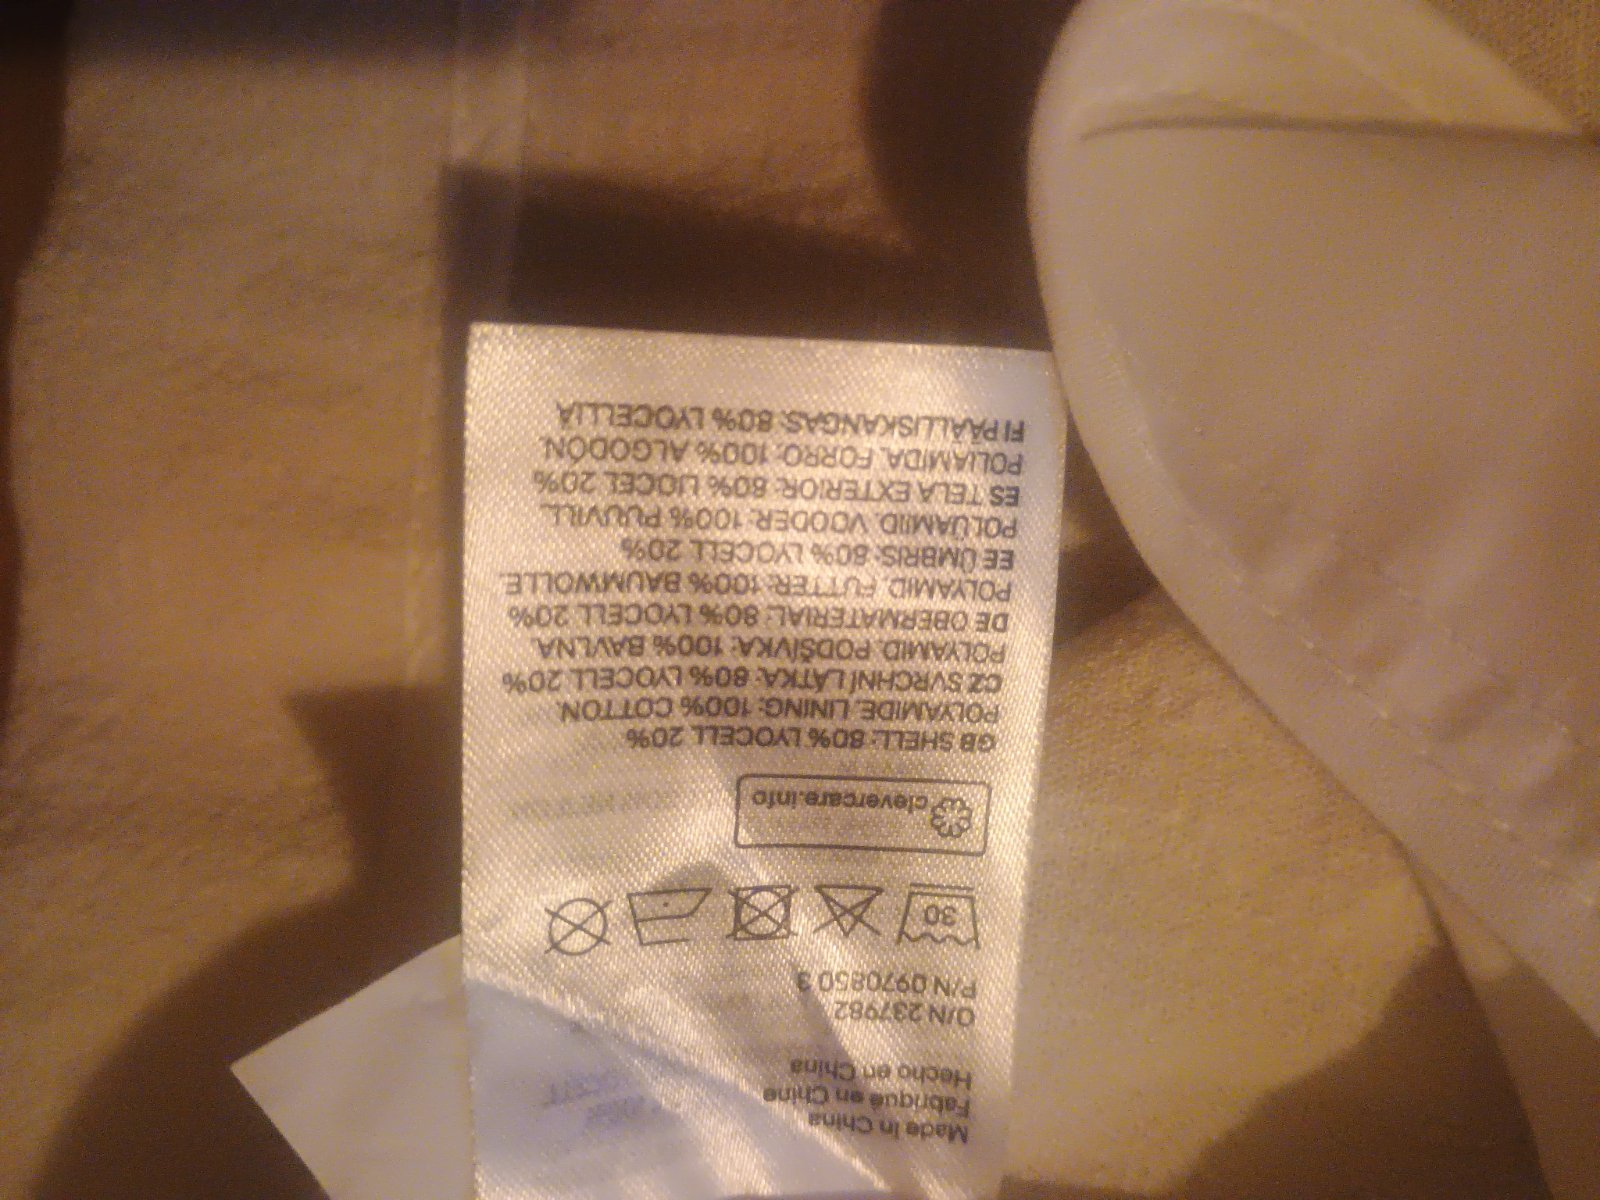 Made in China
Fabriqué en Chine
Hecho en China
O/N 237982
P/N 0970850 3
30
clevercare.info
GB SHELL: 80% LYOCELL 20%
POLYAMIDE. LINING: 100% COTTON.
CZ SVRCHNÍ LÁTKA: 80% LYOCELL 20%
POLYAMID. PODŠÍVKA: 100% BAVLNA
DE OBERMATERIAL: 80% LYOCELL 20%
POLYAMID. FUTTER: 100% BAUMWOLLE.
EE ÜMBRIS: 80% LYOCELL 20%
POLÜAMIID. VOODER: 100% PUUVILL.
ES TELA EXTERIOR: 80% LIOCEL 20%
POLIAMIDA. FORRO: 100% ALGODÓN.
FI PÄÄLLISKANGAS: 80% LYOCELLIÄ